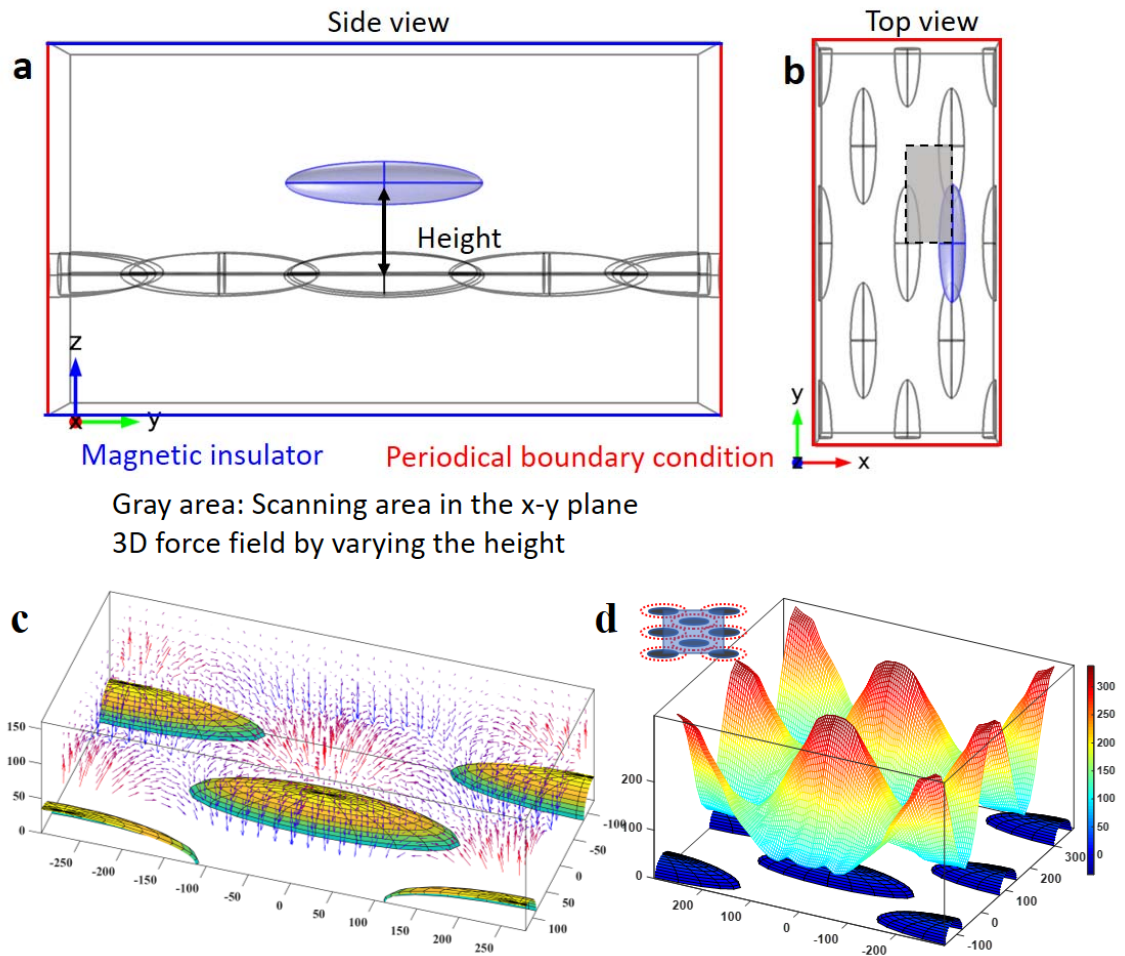 Side view
Top view
a
b
Height
z
y
x
y
x
z
Magnetic insulator
Periodical boundary condition
Gray area: Scanning area in the x-y plane
3D force field by varying the height
c
d
150
100
50
0
-250
-200
-150
-100
-50
0
50
100
150
200
250
-100
-50
0
50
100
200
100
0
200
100
0
-100
-200
-100
0
100
200
300
300
250
200
150
100
50
0